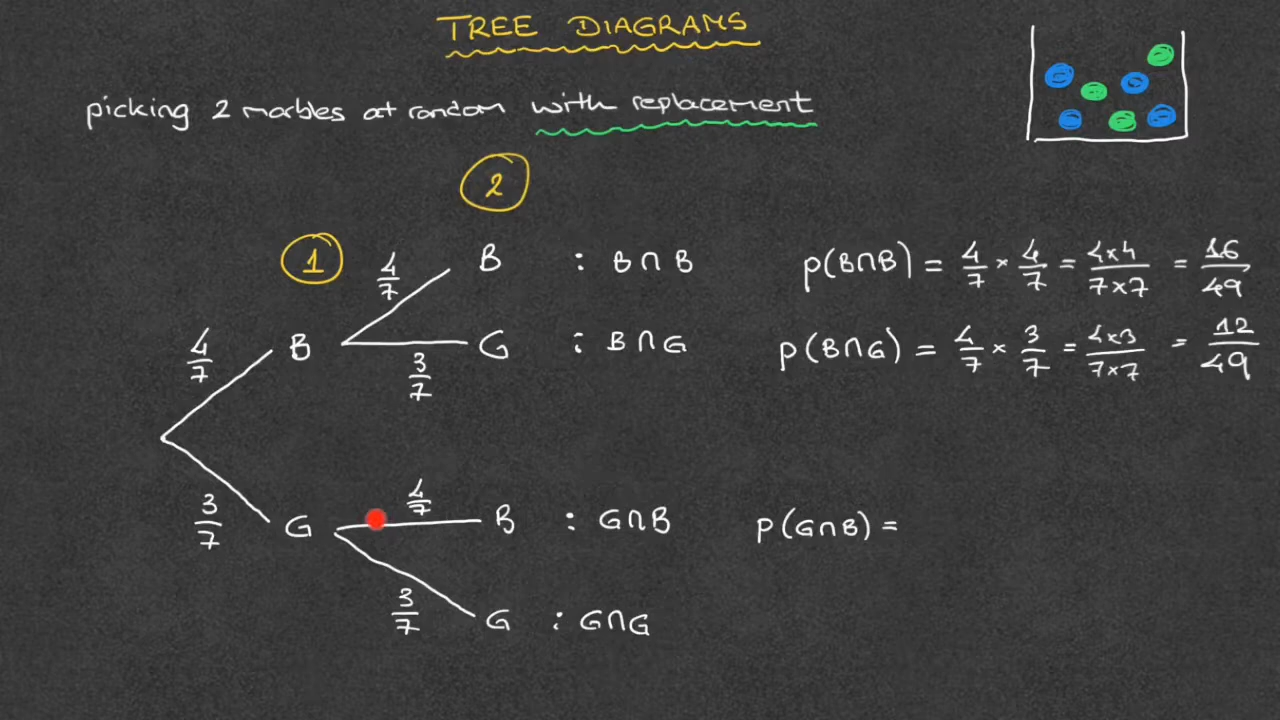 TREE DIAGRAMS
picking 2 marbles at random with replacement
2
1
4/7 B : B∩B p(B∩B) = 4/7 × 4/7 = 4×4/7×7 = 16/49
4/7 B 3/7 G : B∩G p(B∩G) = 4/7 × 3/7 = 4×3/7×7 = 12/49
3/7 G 4/7 B : G∩B p(G∩B) =
3/7 G : G∩G